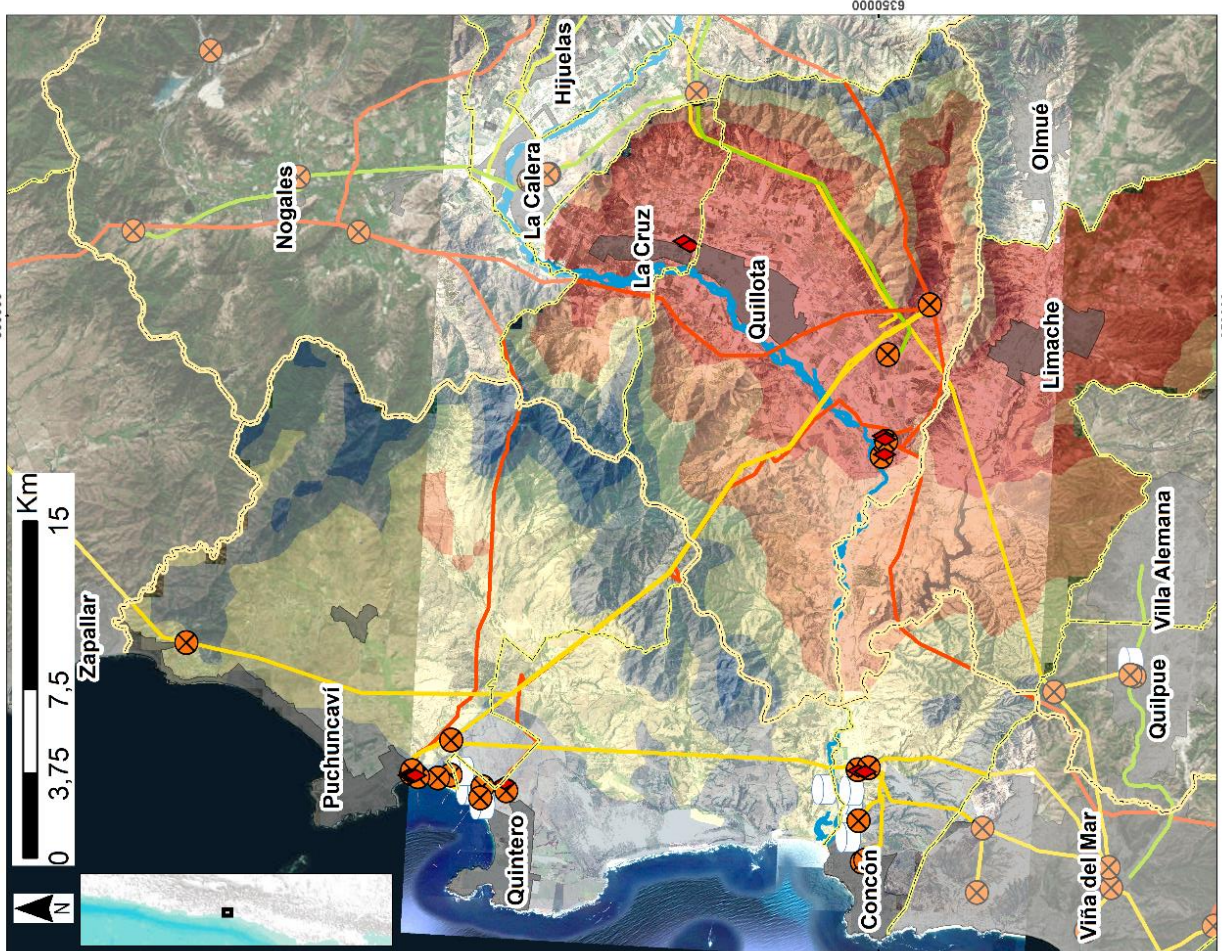 Km
N
0 3,75 7,5 15
Zapallar
Nogales
Puchuncaví
Quintero
La Calera
Hijuelas
La Cruz
Quillota
Concón
6350000
Olmué
Limache
Viña del Mar
Quilpue
Villa Alemana